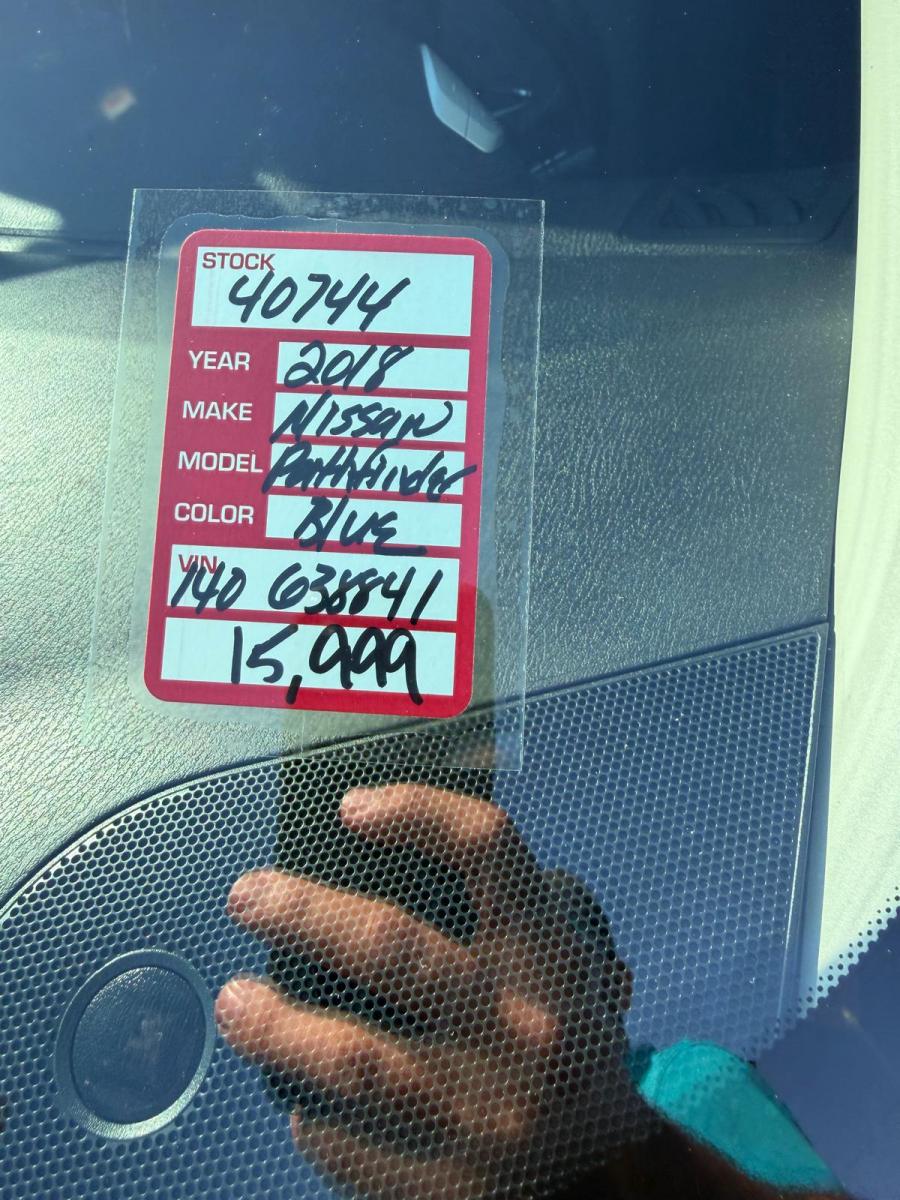 STOCK
40744
YEAR 2018
MAKE Nissan
MODEL Pathfinder
COLOR Blue
VIN
140 638841
15,999